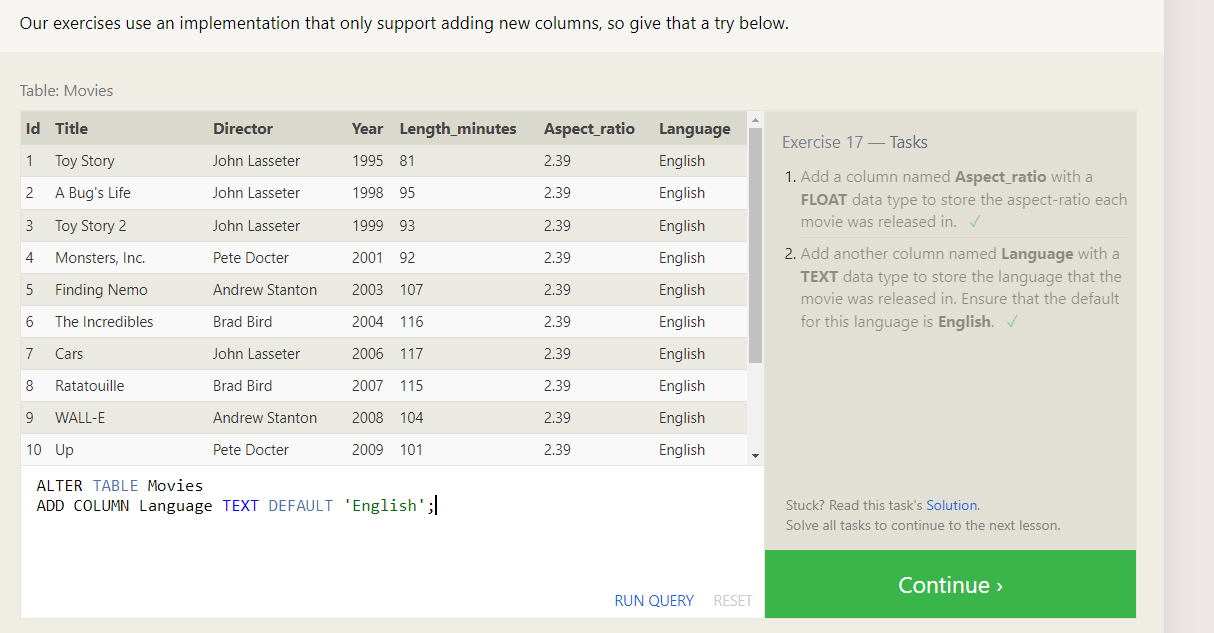 Our exercises use an implementation that only support adding new columns, so give that a try below.
Table: Movies
Id Title Director Year Length_minutes Aspect_ratio Language
1 Toy Story John Lasseter 1995 81 2.39 English
2 A Bug's Life John Lasseter 1998 95 2.39 English
3 Toy Story 2 John Lasseter 1999 93 2.39 English
4 Monsters, Inc. Pete Docter 2001 92 2.39 English
5 Finding Nemo Andrew Stanton 2003 107 2.39 English
6 The Incredibles Brad Bird 2004 116 2.39 English
7 Cars John Lasseter 2006 117 2.39 English
8 Ratatouille Brad Bird 2007 115 2.39 English
9 WALL-E Andrew Stanton 2008 104 2.39 English
10 Up Pete Docter 2009 101 2.39 English
ALTER TABLE Movies
ADD COLUMN Language TEXT DEFAULT 'English';
RUN QUERY RESET
Exercise 17 — Tasks
1. Add a column named Aspect_ratio with a
FLOAT data type to store the aspect-ratio each
movie was released in. ✓
2. Add another column named Language with a
TEXT data type to store the language that the
movie was released in. Ensure that the default
for this language is English. ✓
Stuck? Read this task's Solution.
Solve all tasks to continue to the next lesson.
Continue ›